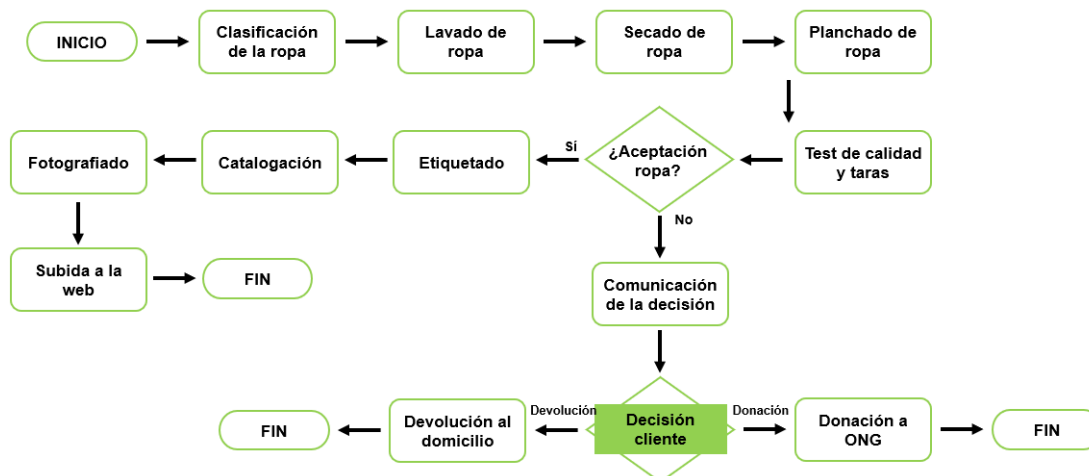 INICIO
Clasificación
de la ropa
Lavado de
ropa
Secado de
ropa
Planchado de
ropa
Test de calidad
y taras
¿Aceptación
ropa?
Sí
Etiquetado
Catalogación
Fotografiado
Subida a la
web
FIN
No
Comunicación
de la decisión
Decisión
cliente
Devolución
Devolución al
domicilio
FIN
Donación
Donación a
ONG
FIN